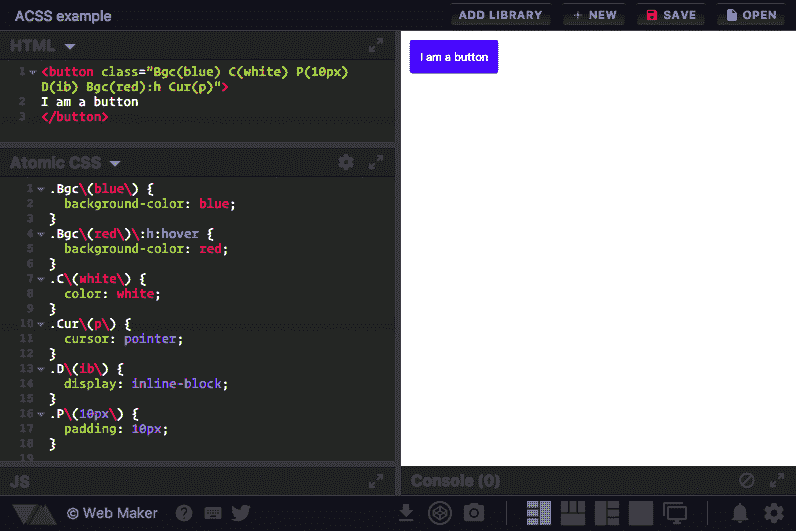 ACSS example
ADD LIBRARY
+ NEW
SAVE
OPEN
HTML
1 <button class="Bgc(blue) C(white) P(10px)
D(ib) Bgc(red):h Cur(p)">
2 I am a button
3 </button>
I am a button
Atomic CSS
1 .Bgc\(blue\) {
2 background-color: blue;
3 }
4 .Bgc\(red\)\:h:hover {
5 background-color: red;
6 }
7 .C\(white\) {
8 color: white;
9 }
10 .Cur\(p\) {
11 cursor: pointer;
12 }
13 .D\(ib\) {
14 display: inline-block;
15 }
16 .P\(10px\) {
17 padding: 10px;
18 }
19
JS
Console (0)
© Web Maker
?